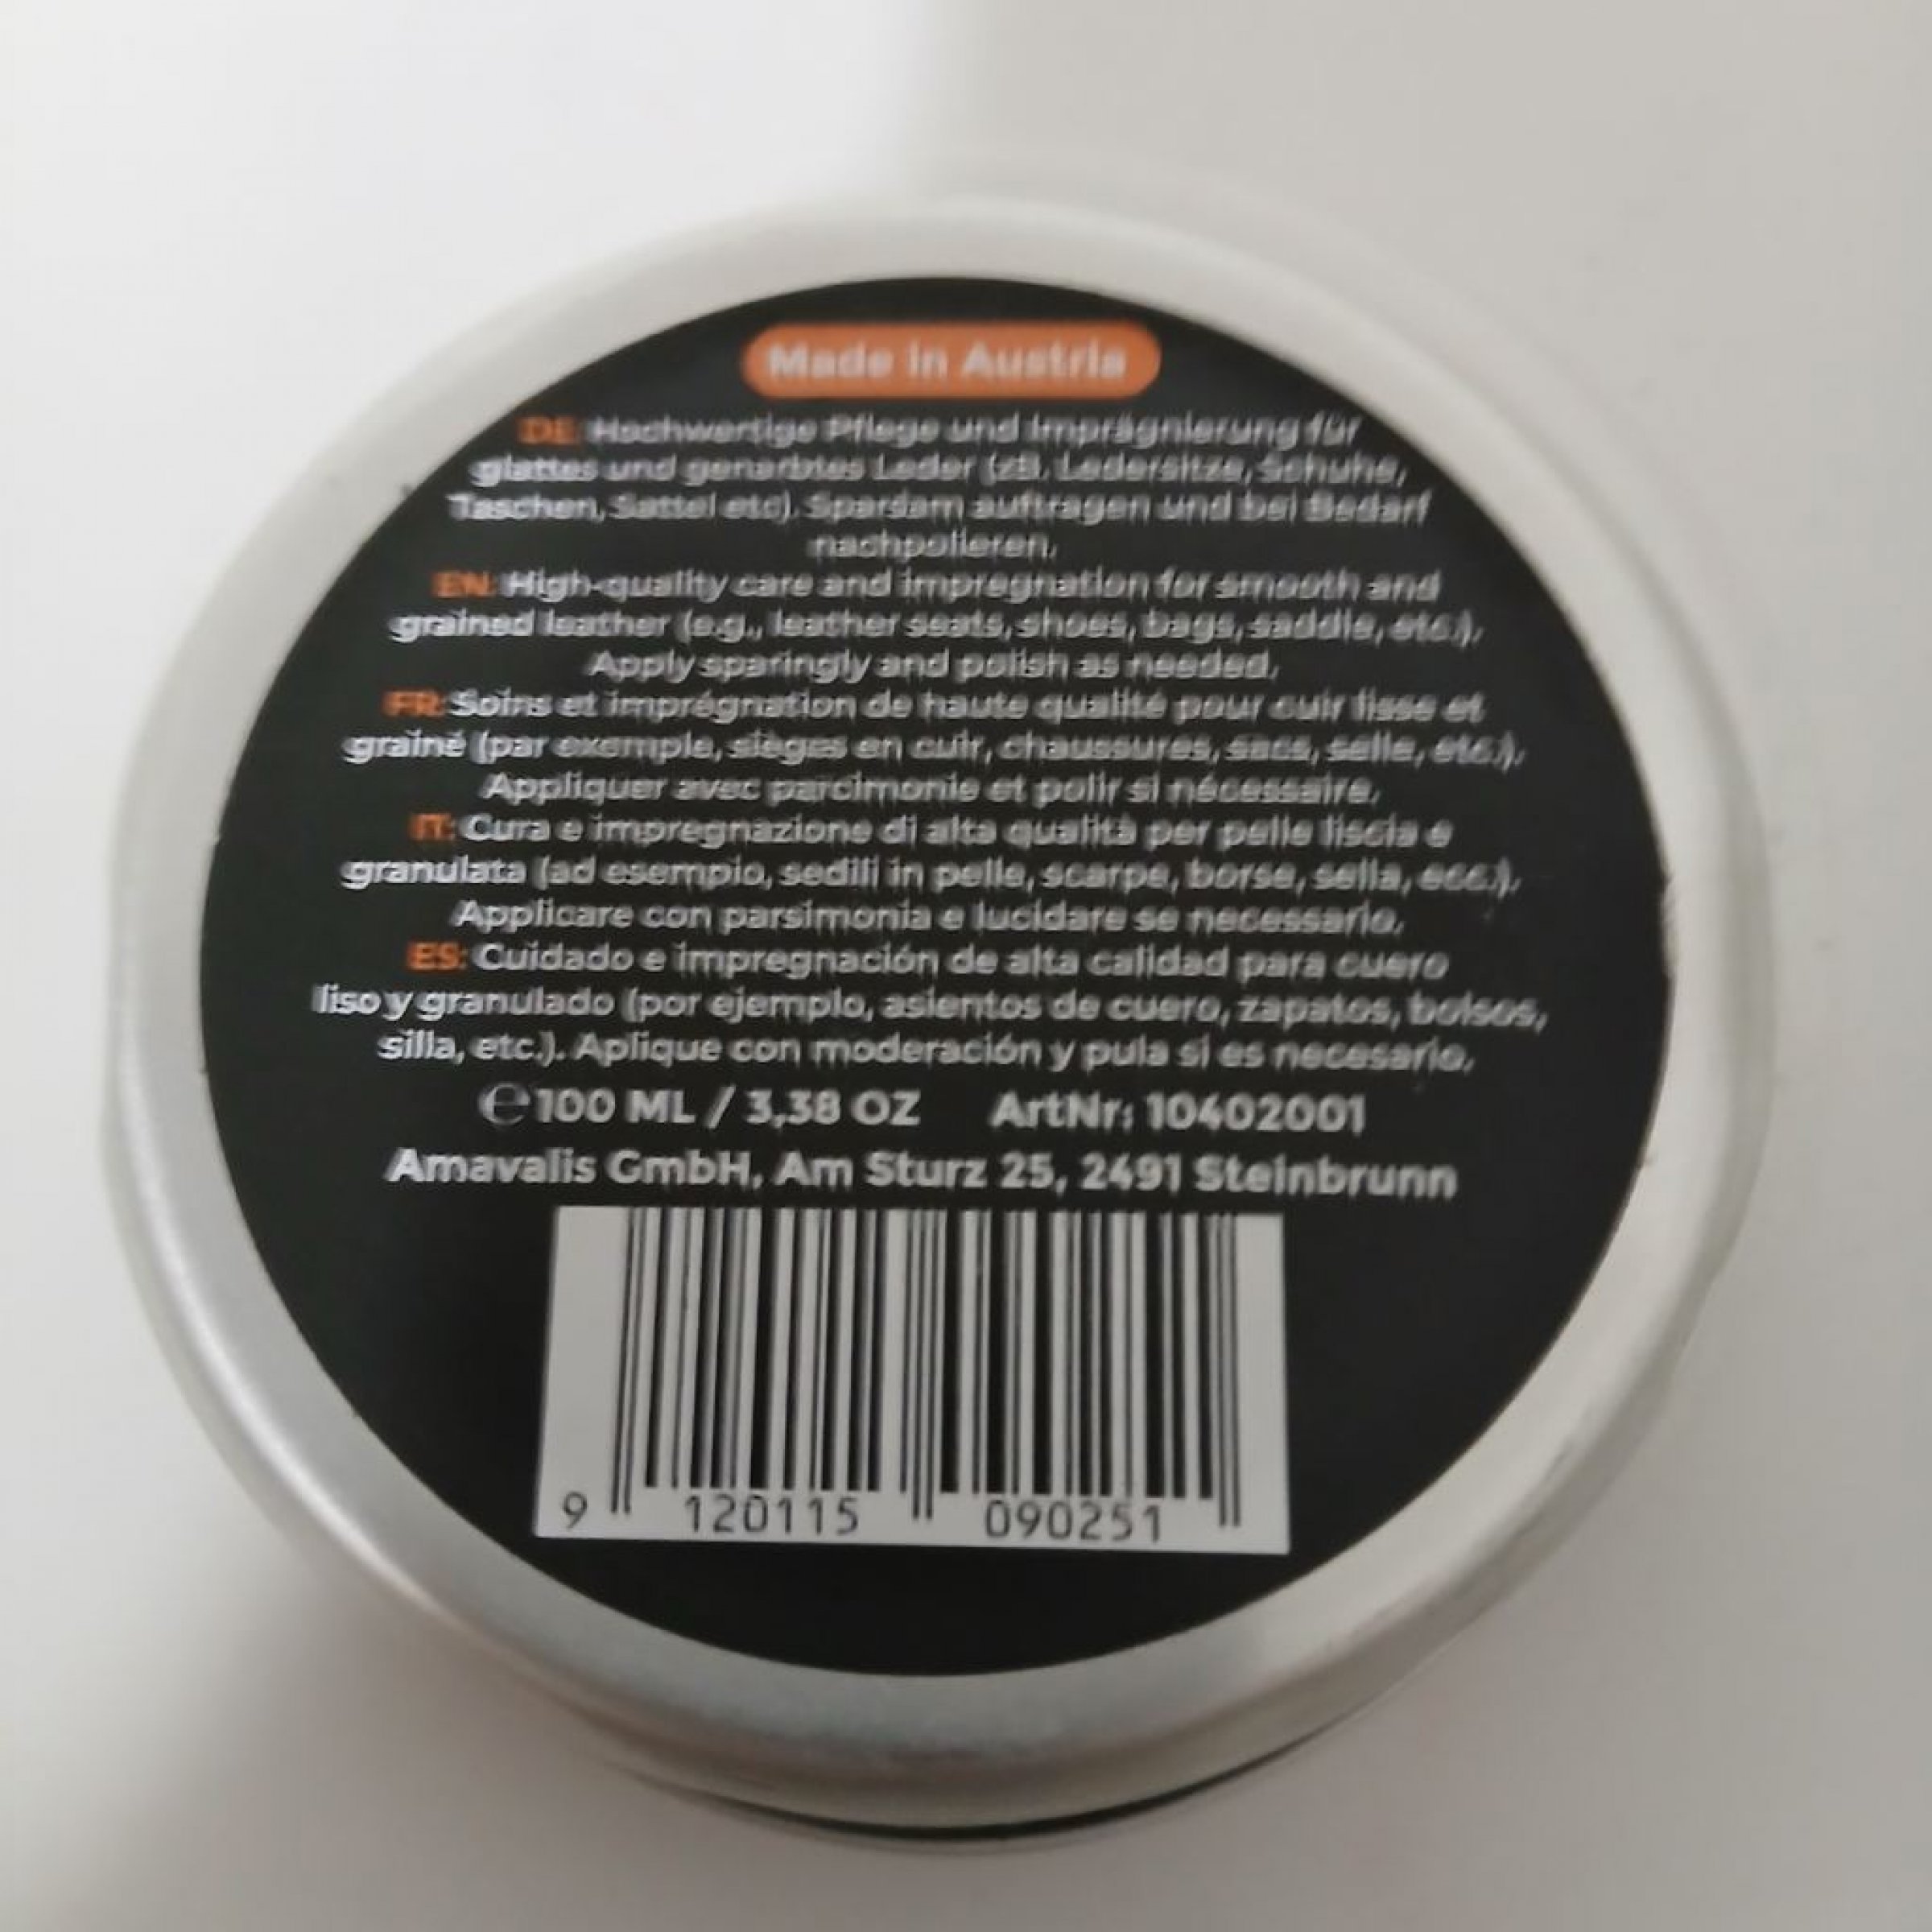 Made in Austria
DE: Hochwertige Pflege und Imprägnierung für
glattes und genarbtes Leder (zB. Ledersitze, Schuhe,
Taschen, Sattel etc). Sparsam auftragen und bei Bedarf
nachpolieren.
EN: High-quality care and impregnation for smooth and
grained leather (e.g., leather seats, shoes, bags, saddle, etc.).
Apply sparingly and polish as needed.
FR: Soins et imprégnation de haute qualité pour cuir lisse et
grainé (par exemple, sièges en cuir, chaussures, sacs, selle, etc.).
Appliquer avec parcimonie et polir si nécessaire.
IT: Cura e impregnazione di alta qualità per pelle liscia e
granulata (ad esempio, sedili in pelle, scarpe, borse, sella, ecc.).
Applicare con parsimonia e lucidare se necessario.
ES: Cuidado e impregnación de alta calidad para cuero
liso y granulado (por ejemplo, asientos de cuero, zapatos, bolsos,
silla, etc.). Aplique con moderación y pula si es necesario.
℮100 ML / 3,38 OZ ArtNr: 10402001
Amavalis GmbH, Am Sturz 25, 2491 Steinbrunn
9 120115 090251